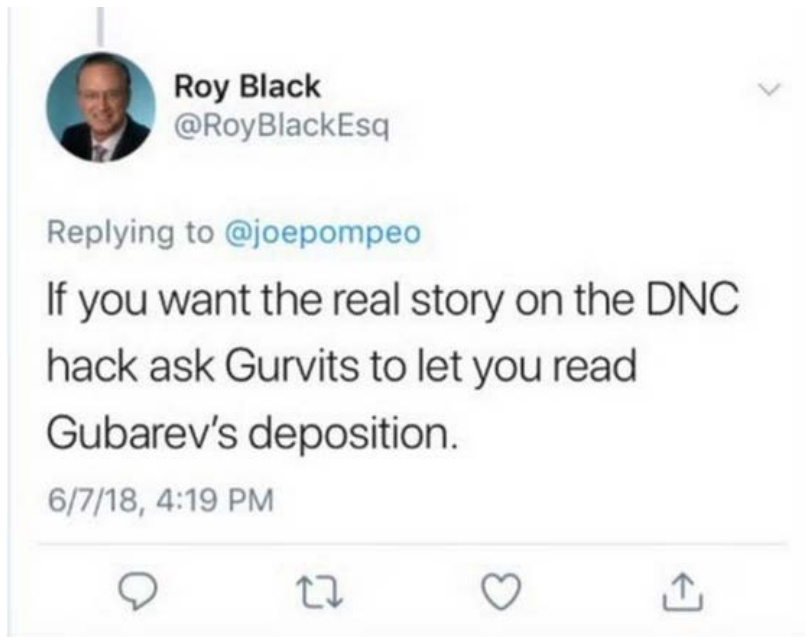 Roy Black
@RoyBlackEsq
Replying to @joepompeo
If you want the real story on the DNC
hack ask Gurvits to let you read
Gubarev's deposition.
6/7/18, 4:19 PM